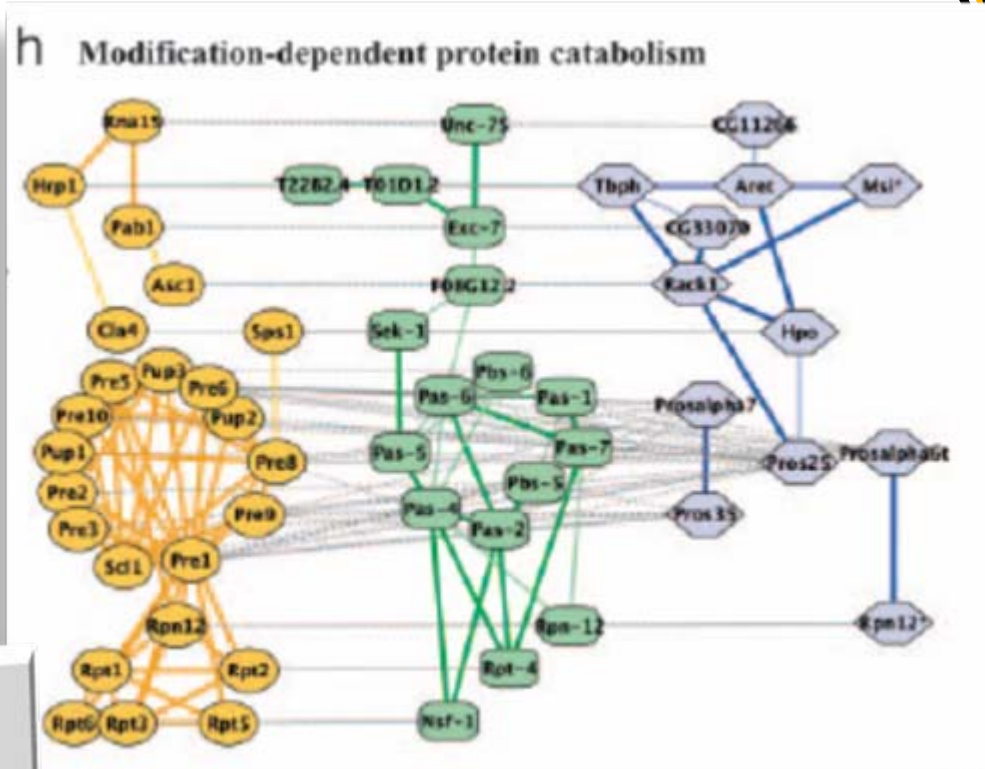 h Modification-dependent protein catabolism
Rna15 Unc-75 CG11266
Hrp1 T22B2.4 T01D1.2 Tbph Aret Msi*
Pab1 Exc-7 CG33070
Asc1 F08G12.2 Rack1
Cla4 Sps1 Sek-1 Hpo
Pre5 Pup3 Pre6 Pas-6 Pbs-6 Pas-1 Prosalpha7
Pre10 Pup2
Pup1 Pre8 Pas-5 Pas-7 Pros25 Prosalpha6t
Pre2 Pbs-5
Pre3 Pre9 Pas-4 Pas-2 Pros35
Scl1 Pre1
Rpn12 Rpn-12 Rpn12*
Rpt1 Rpt2 Rpt-4
Rpt6 Rpt3 Rpt5 Nsf-1